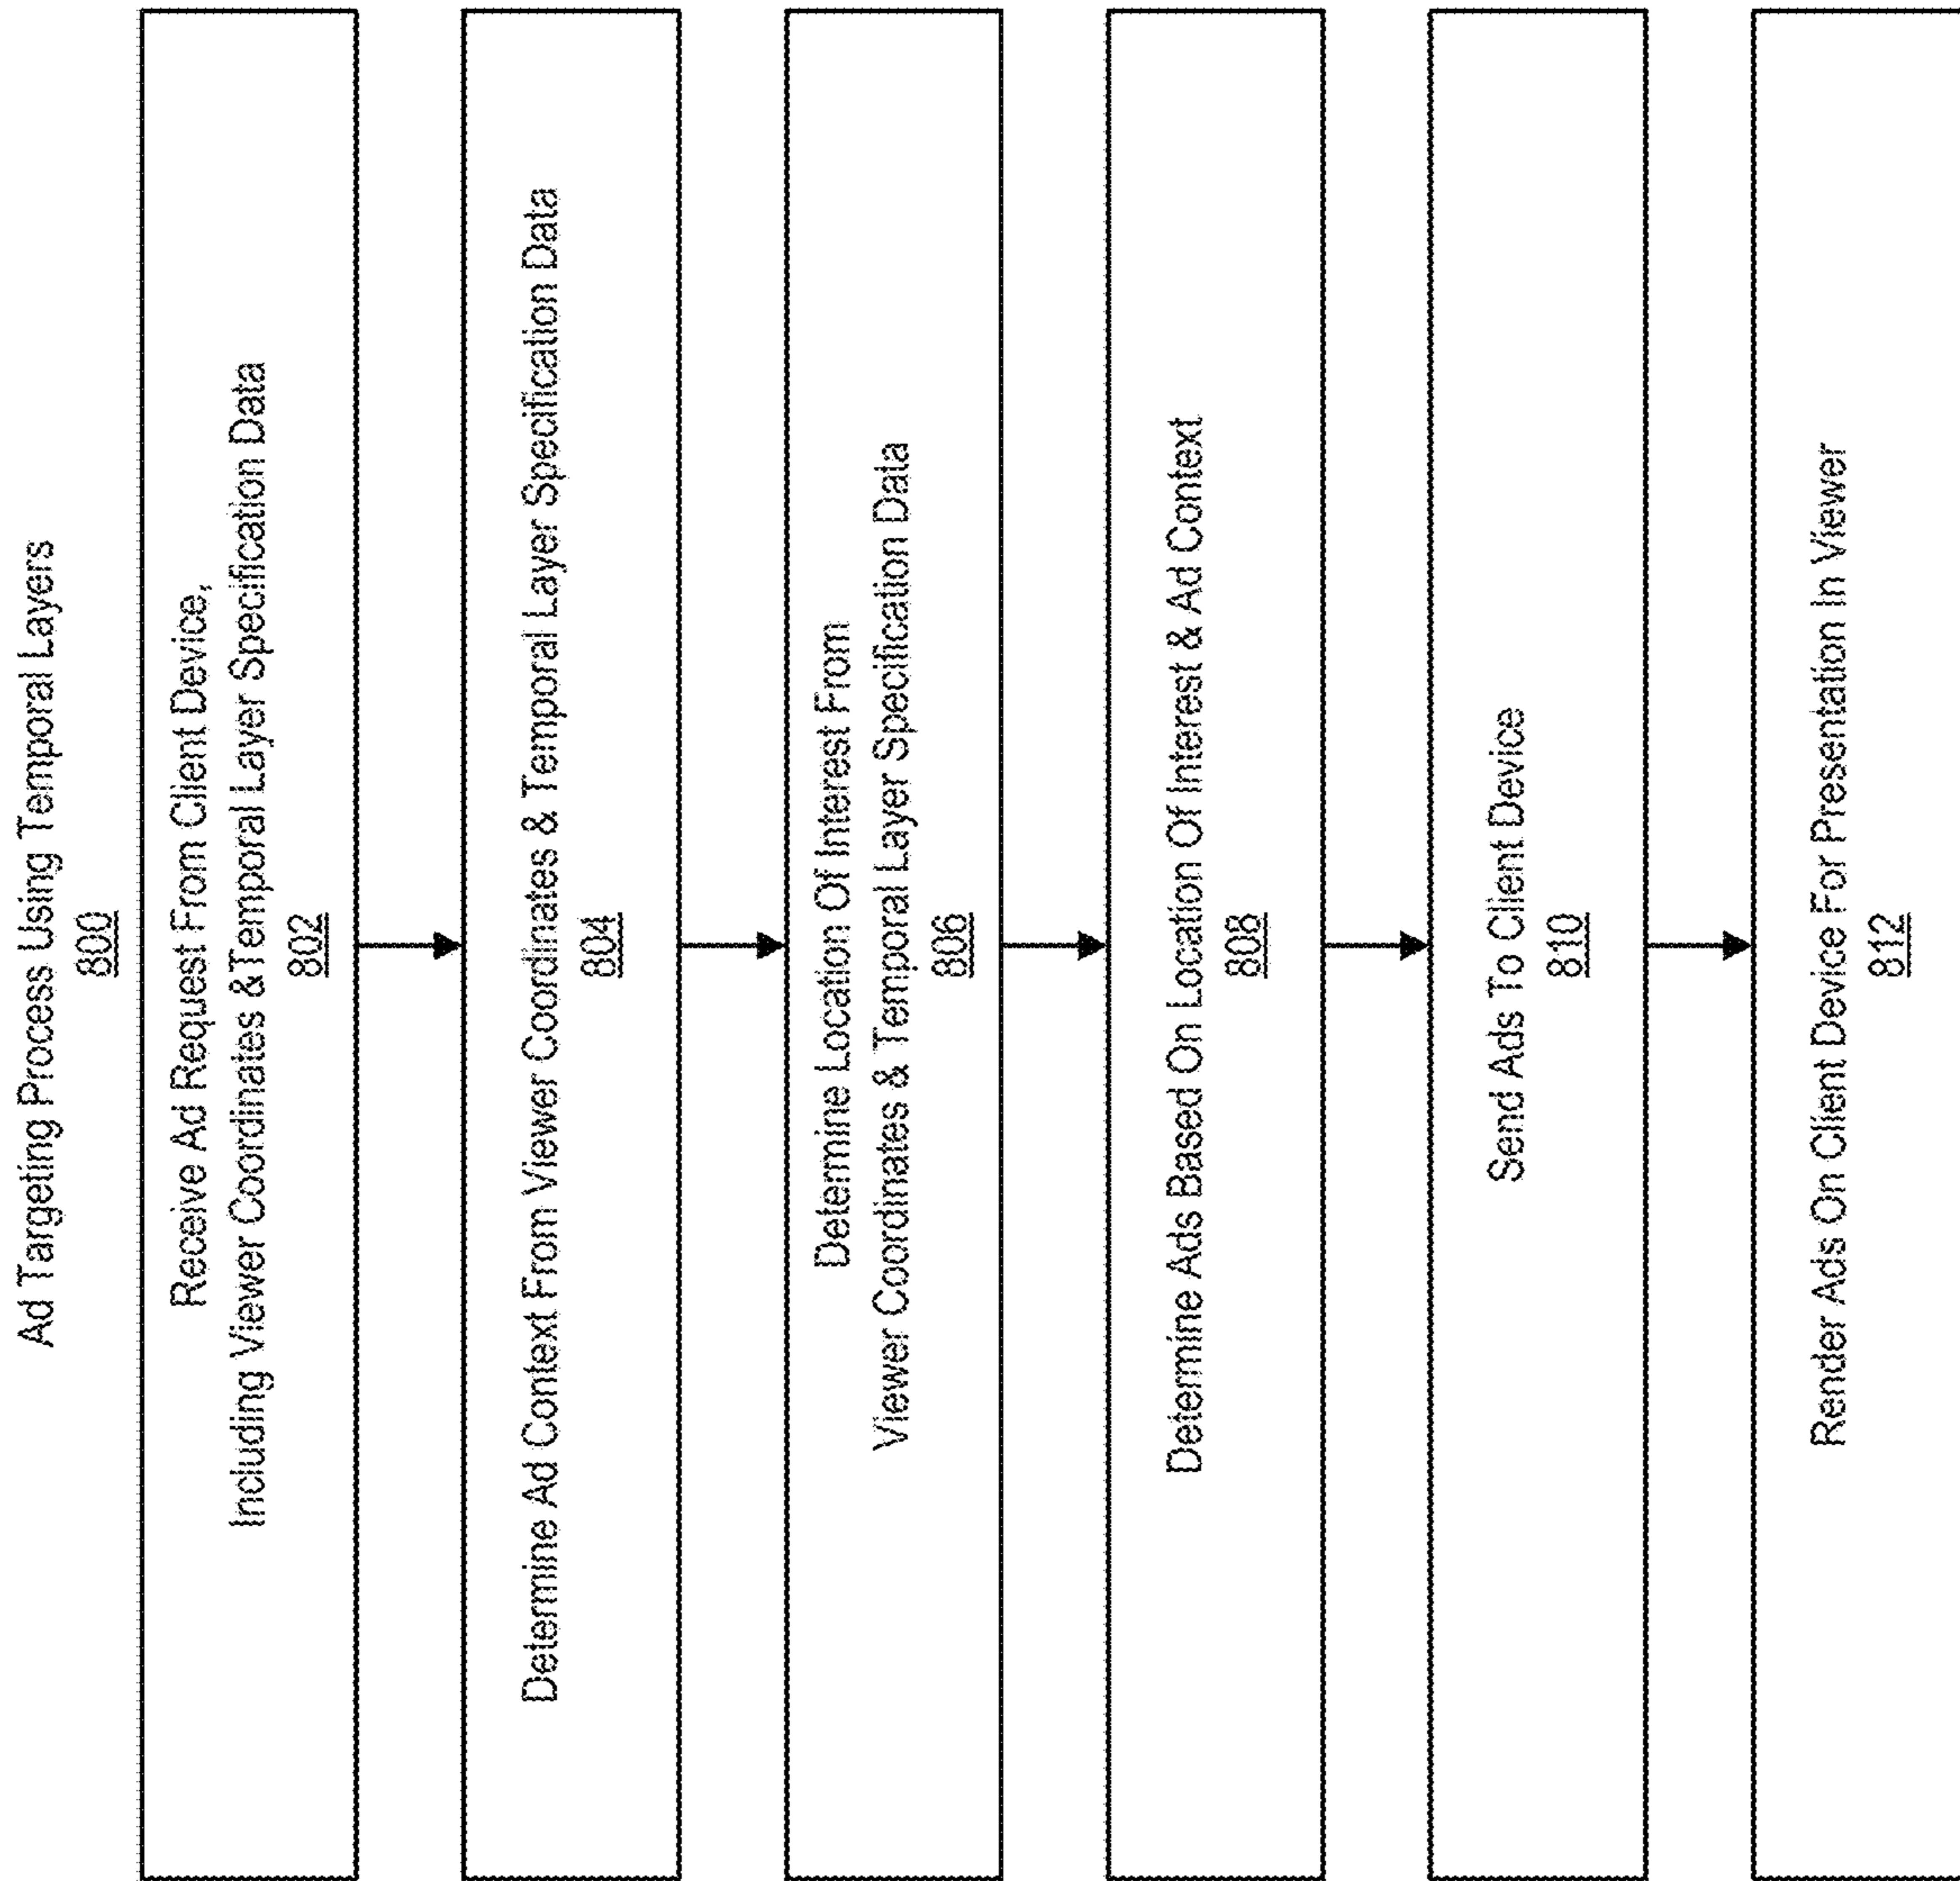 Ad Targeting Process Using Temporal Layers
800
Receive Ad Request From Client Device,
Including Viewer Coordinates &Temporal Layer Specification Data
802
Determine Ad Context From Viewer Coordinates & Temporal Layer Specification Data
804
Determine Location Of Interest From
Viewer Coordinates & Temporal Layer Specification Data
806
Determine Ads Based On Location Of Interest & Ad Context
808
Send Ads To Client Device
810
Render Ads On Client Device For Presentation In Viewer
812